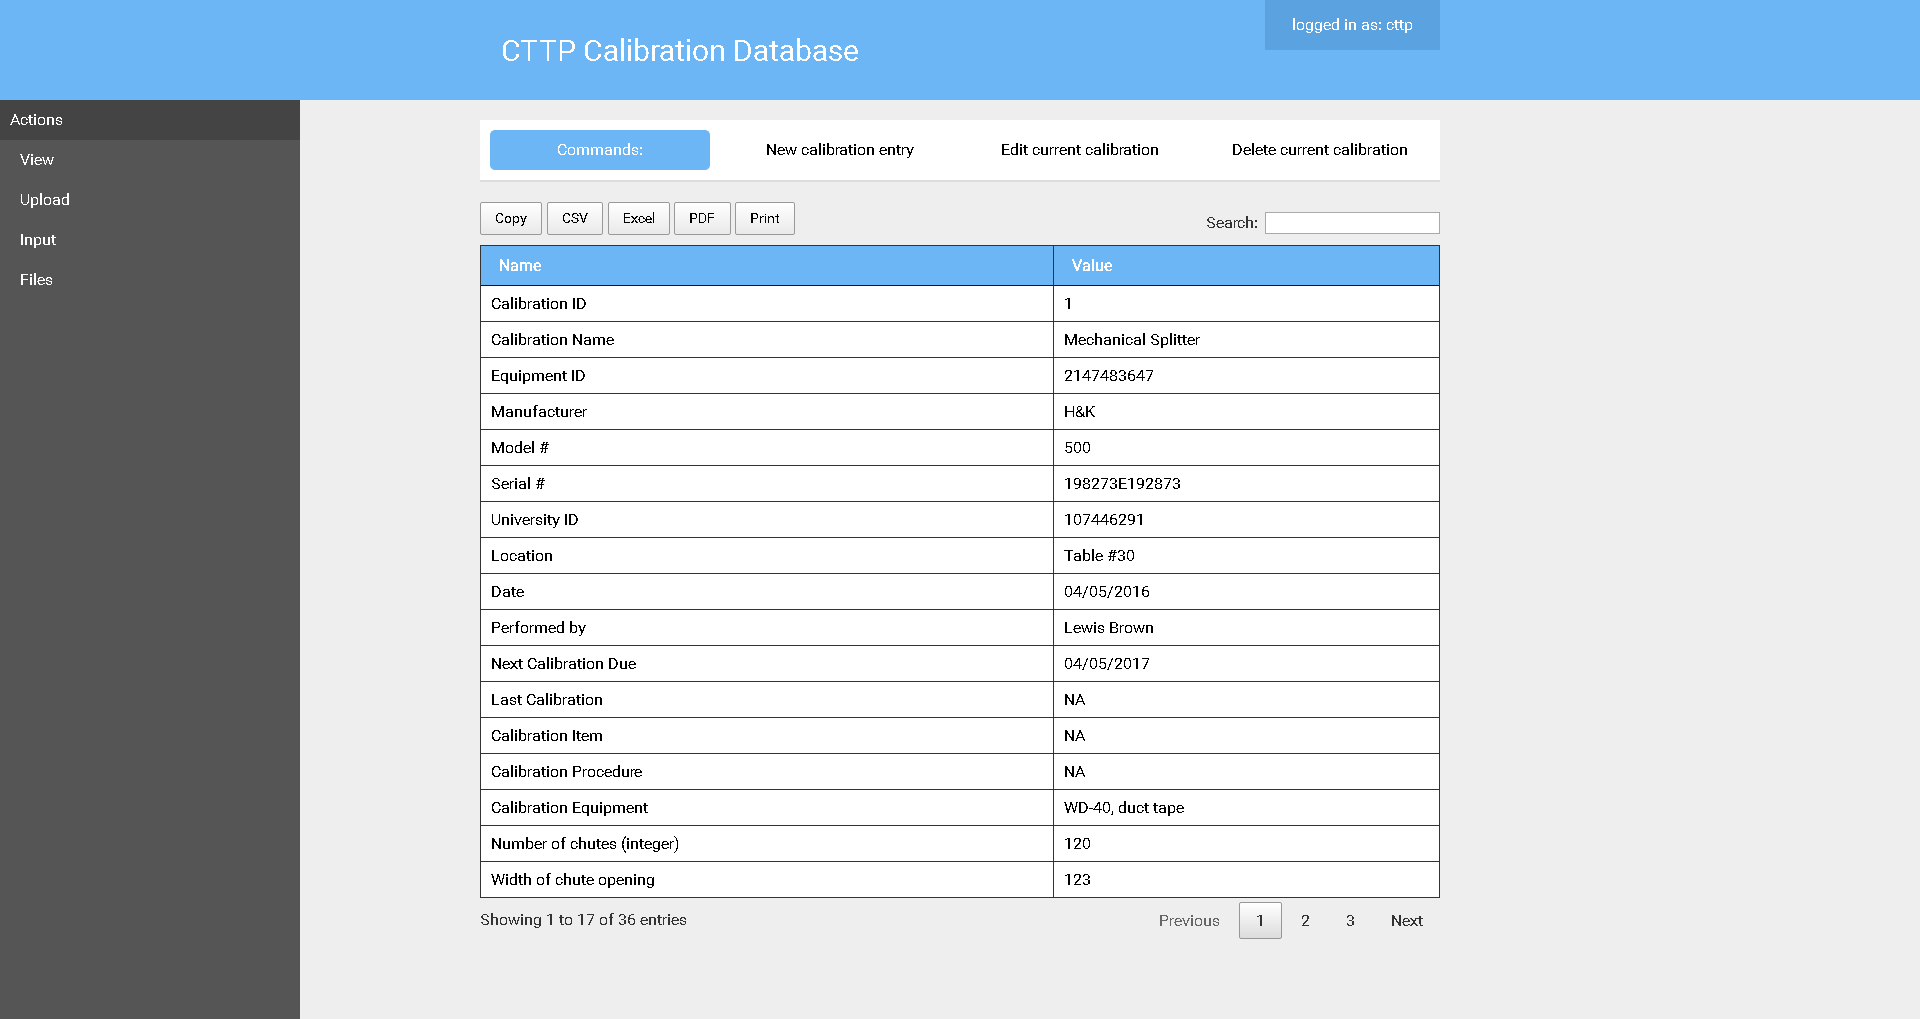 logged in as: cttp
CTTP Calibration Database
Actions
View
Upload
Input
Files
Commands: New calibration entry Edit current calibration Delete current calibration
Copy CSV Excel PDF Print Search:
Name Value
Calibration ID 1
Calibration Name Mechanical Splitter
Equipment ID 2147483647
Manufacturer H&K
Model # 500
Serial # 198273E192873
University ID 107446291
Location Table #30
Date 04/05/2016
Performed by Lewis Brown
Next Calibration Due 04/05/2017
Last Calibration NA
Calibration Item NA
Calibration Procedure NA
Calibration Equipment WD-40, duct tape
Number of chutes (integer) 120
Width of chute opening 123
Showing 1 to 17 of 36 entries Previous 1 2 3 Next